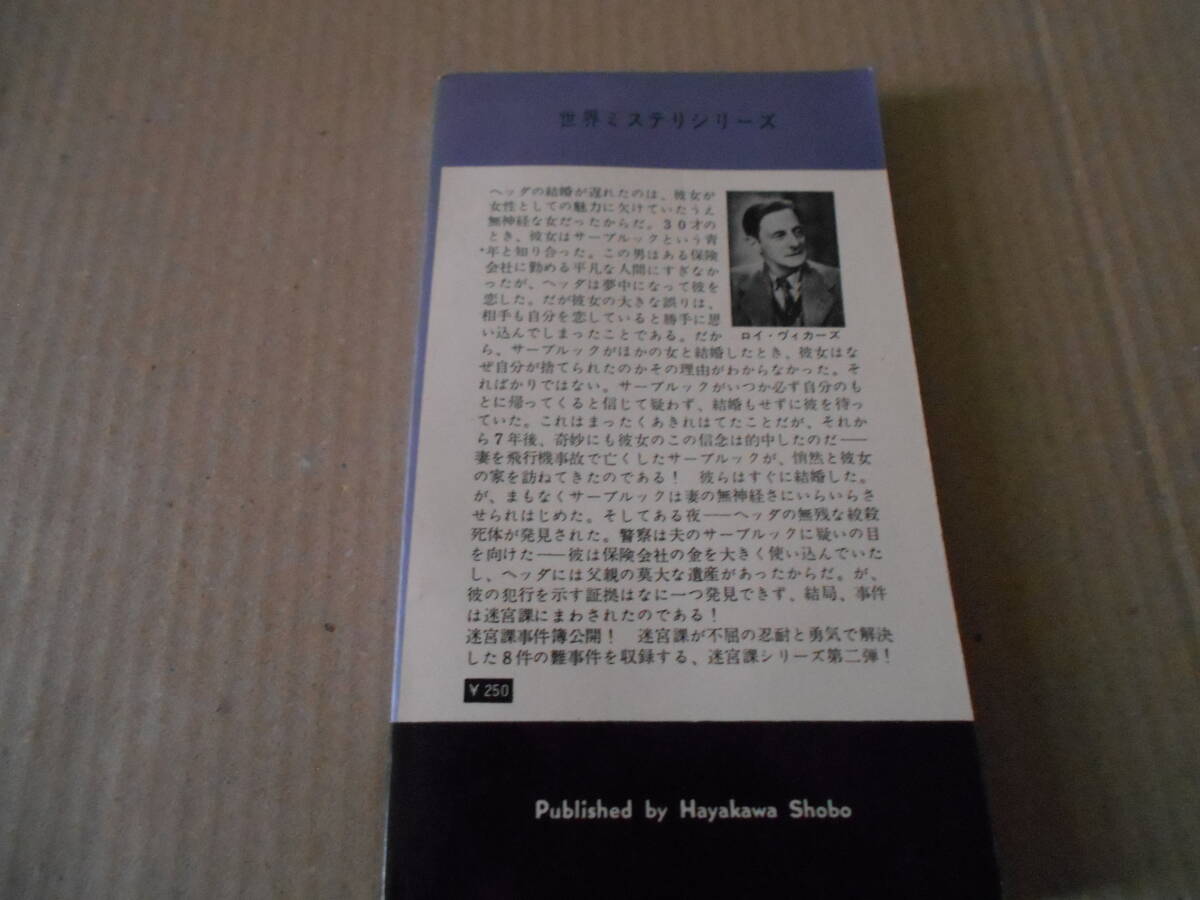 世界ミステリシリーズ
ヘッダの結婚が遅れたのは、彼女が
女性としての魅力に欠けていたうえ
無神経な女だったからだ。30才の
とき、彼女はサーブルックという青
年と知り合った。この男はある保険
会社に勤める平凡な人間にすぎなか
ったが、ヘッダは夢中になって彼を
恋した。だが彼女の大きな誤りは、
相手も自分を恋していると勝手に思
い込んでしまったことである。だか
ら、サーブルックがほかの女と結婚したとき、彼女はな
ぜ自分が捨てられたのかその理由がわからなかった。そ
ればかりではない。サーブルックがいつか必ず自分のも
とに帰ってくると信じて疑わず、結婚もせずに彼を待っ
ていた。これはまったくあきれはてたことだが、それか
ら7年後、奇妙にも彼女のこの信念は的中したのだ――
妻を飛行機事故で亡くしたサーブルックが、悄然と彼女
の家を訪ねてきたのである！　彼らはすぐに結婚した。
が、まもなくサーブルックは妻の無神経さにいらいらさ
せられはじめた。そしてある夜――ヘッダの無残な絞殺
死体が発見された。警察は夫のサーブルックに疑いの目
を向けた――彼は保険会社の金を大きく使い込んでいた
し、ヘッダには父親の莫大な遺産があったからだ。が、
彼の犯行を示す証拠はなに一つ発見できず、結局、事件
は迷宮課にまわされたのである！
迷宮課事件簿公開！　迷宮課が不屈の忍耐と勇気で解決
した8件の難事件を収録する、迷宮課シリーズ第二弾！
ロイ・ヴィカーズ
¥250
Published by Hayakawa Shobo